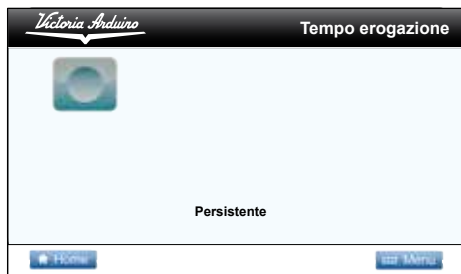 Victoria Arduino
Tempo erogazione
Persistente
Home
Menu